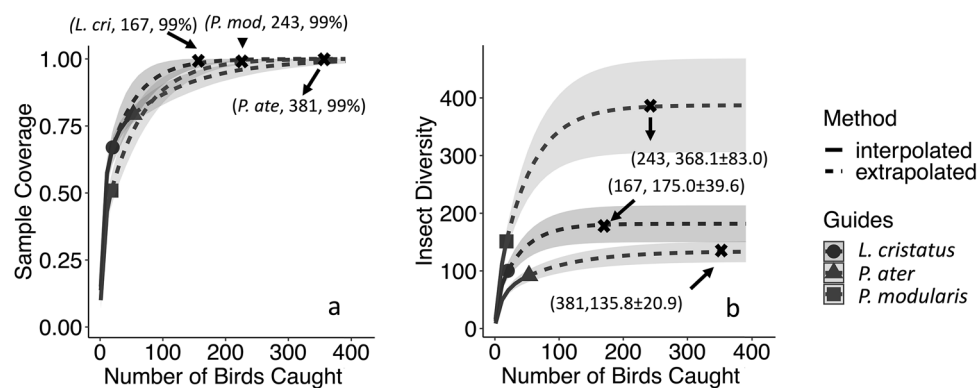 (L. cri, 167, 99%)
(P. mod, 243, 99%)
(P. ate, 381, 99%)
Sample Coverage
1.00
0.75
0.50
0.25
0.00
0
100
200
300
400
Number of Birds Caught
a
Insect Diversity
400
300
200
100
0
(243, 368.1±83.0)
(167, 175.0±39.6)
(381,135.8±20.9)
b
0
100
200
300
400
Number of Birds Caught
Method
interpolated
extrapolated
Guides
L. cristatus
P. ater
P. modularis